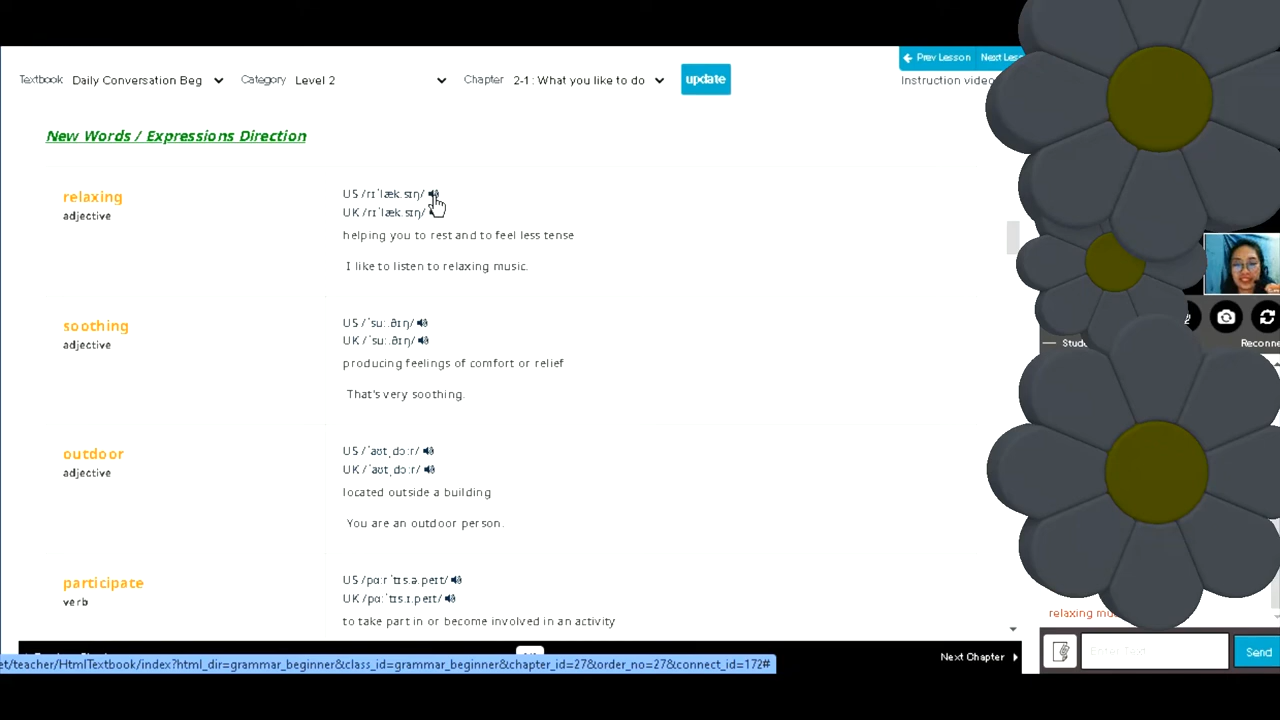 Prev Lesson Next Les
Textbook Daily Conversation Beg Category Level 2 Chapter 2-1 : What you like to do update Instruction video
New Words / Expressions Direction
relaxing US /rɪˈlæk.sɪŋ/
adjective UK /rɪˈlæk.sɪŋ/
helping you to rest and to feel less tense
I like to listen to relaxing music.
soothing US /ˈsuː.ðɪŋ/
adjective UK /ˈsuː.ðɪŋ/
producing feelings of comfort or relief
That's very soothing.
outdoor US /ˈaʊtˌdɔːr/
adjective UK /ˈaʊtˌdɔːr/
located outside a building
You are an outdoor person.
participate US /pɑːrˈtɪs.ə.peɪt/
verb UK /pɑːˈtɪs.ɪ.peɪt/
to take part in or become involved in an activity
Stude Reconne
relaxing mu
Enter Text Send
Next Chapter
et/teacher/HtmlTextbook/index?html_dir=grammar_beginner&class_id=grammar_beginner&chapter_id=27&order_no=27&connect_id=172#